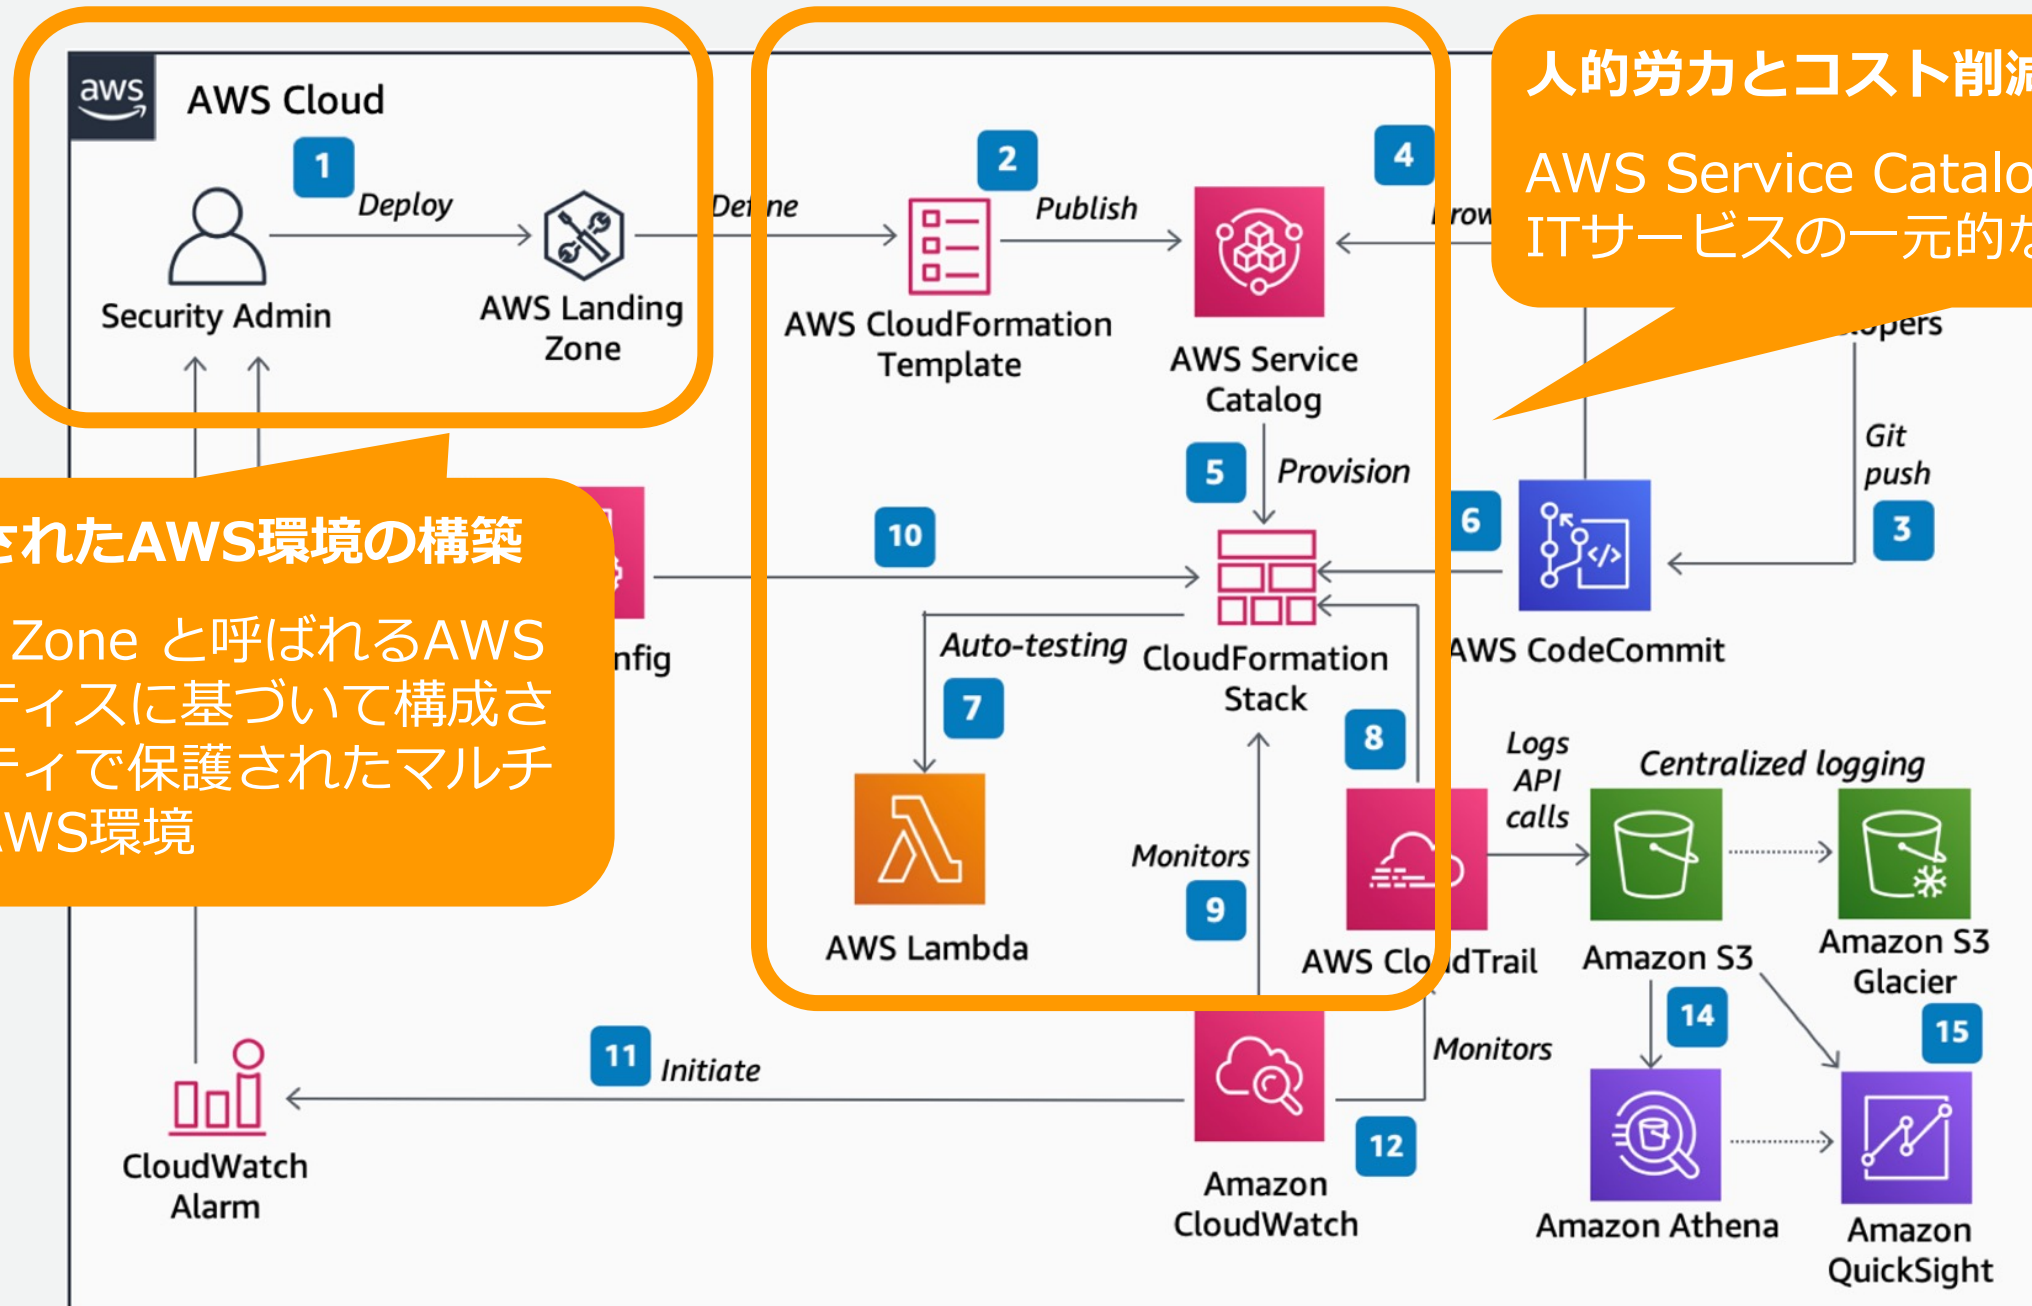 aws
AWS Cloud
1
Deploy
Security Admin
AWS Landing
Zone
2
Publish
AWS CloudFormation
Template
4
AWS Service
Catalog
人的労力とコスト削減
AWS Service Catalo
ITサービスの一元的な
opers
Git
push
3
5
Provision
6
10
されたAWS環境の構築
Zone と呼ばれるAWS
ティスに基づいて構成さ
ティで保護されたマルチ
AWS環境
nfig
Auto-testing
7
CloudFormation
Stack
AWS CodeCommit
8
Logs
API
calls
Centralized logging
Monitors
9
AWS Lambda
AWS CloudTrail
Amazon S3
Amazon S3
Glacier
14
15
11
Initiate
Monitors
12
CloudWatch
Alarm
Amazon
CloudWatch
Amazon Athena
Amazon
QuickSight